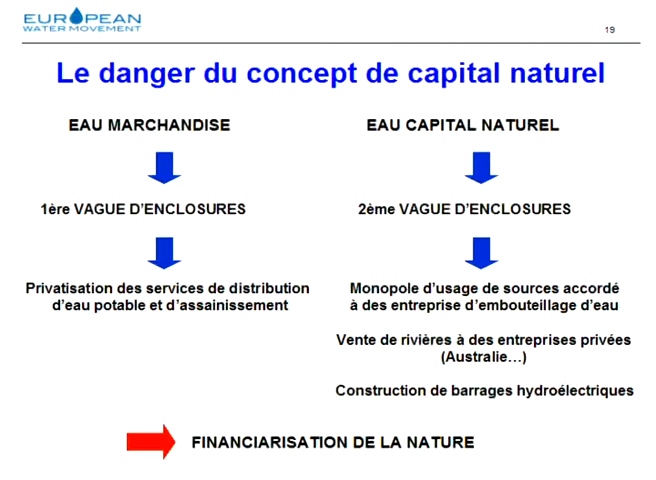 EUROPEAN
WATER MOVEMENT
19
Le danger du concept de capital naturel
EAU MARCHANDISE
EAU CAPITAL NATUREL
1ère VAGUE D'ENCLOSURES
2ème VAGUE D'ENCLOSURES
Privatisation des services de distribution
d'eau potable et d'assainissement
Monopole d'usage de sources accordé
à des entreprise d'embouteillage d'eau
Vente de rivières à des entreprises privées
(Australie…)
Construction de barrages hydroélectriques
FINANCIARISATION DE LA NATURE